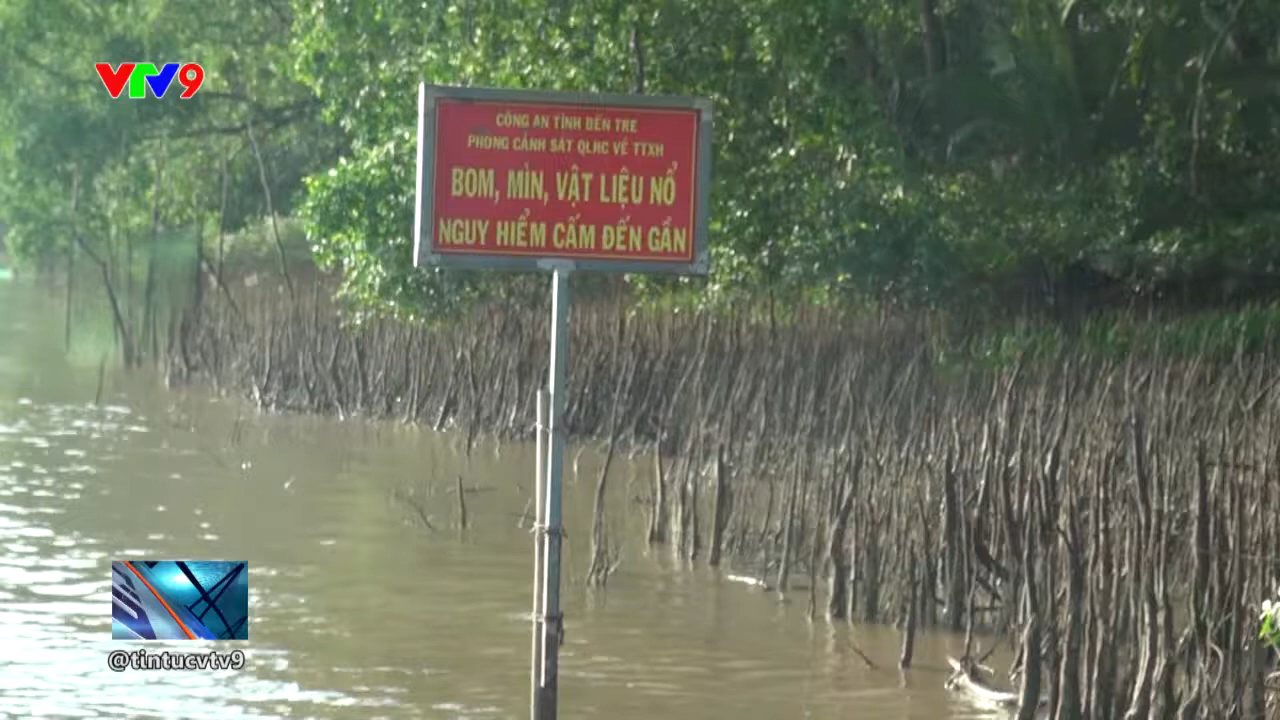 VTV9
CÔNG AN TỈNH BẾN TRE
PHÒNG CẢNH SÁT QLHC VỀ TTXH
BOM, MÌN, VẬT LIỆU NỔ
NGUY HIỂM CẤM ĐẾN GẦN
@tintucvtv9